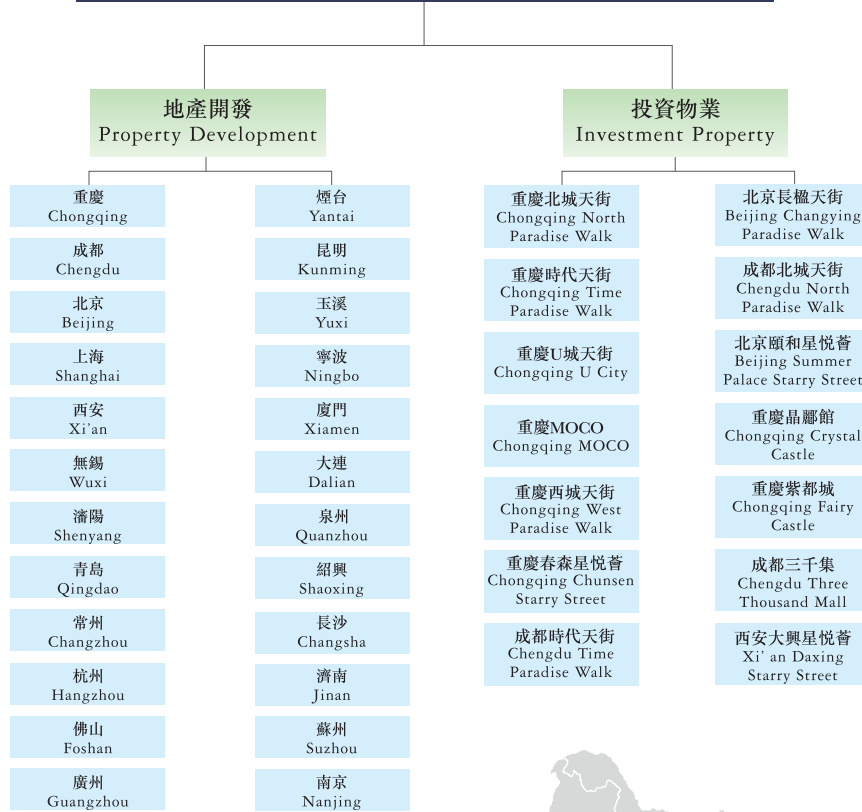 地產開發
Property Development
重慶
Chongqing
成都
Chengdu
北京
Beijing
上海
Shanghai
西安
Xi’an
無錫
Wuxi
瀋陽
Shenyang
青島
Qingdao
常州
Changzhou
杭州
Hangzhou
佛山
Foshan
廣州
Guangzhou
煙台
Yantai
昆明
Kunming
玉溪
Yuxi
寧波
Ningbo
廈門
Xiamen
大連
Dalian
泉州
Quanzhou
紹興
Shaoxing
長沙
Changsha
濟南
Jinan
蘇州
Suzhou
南京
Nanjing
投資物業
Investment Property
重慶北城天街
Chongqing North
Paradise Walk
重慶時代天街
Chongqing Time
Paradise Walk
重慶U城天街
Chongqing U City
重慶MOCO
Chongqing MOCO
重慶西城天街
Chongqing West
Paradise Walk
重慶春森星悦薈
Chongqing Chunsen
Starry Street
成都時代天街
Chengdu Time
Paradise Walk
北京長楹天街
Beijing Changying
Paradise Walk
成都北城天街
Chengdu North
Paradise Walk
北京頤和星悦薈
Beijing Summer
Palace Starry Street
重慶晶酈館
Chongqing Crystal
Castle
重慶紫都城
Chongqing Fairy
Castle
成都三千集
Chengdu Three
Thousand Mall
西安大興星悦薈
Xi’ an Daxing
Starry Street